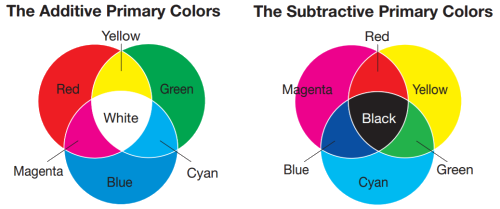 The Additive Primary Colors
Yellow
Red
Green
White
Magenta
Cyan
Blue
The Subtractive Primary Colors
Red
Magenta
Yellow
Black
Blue
Green
Cyan